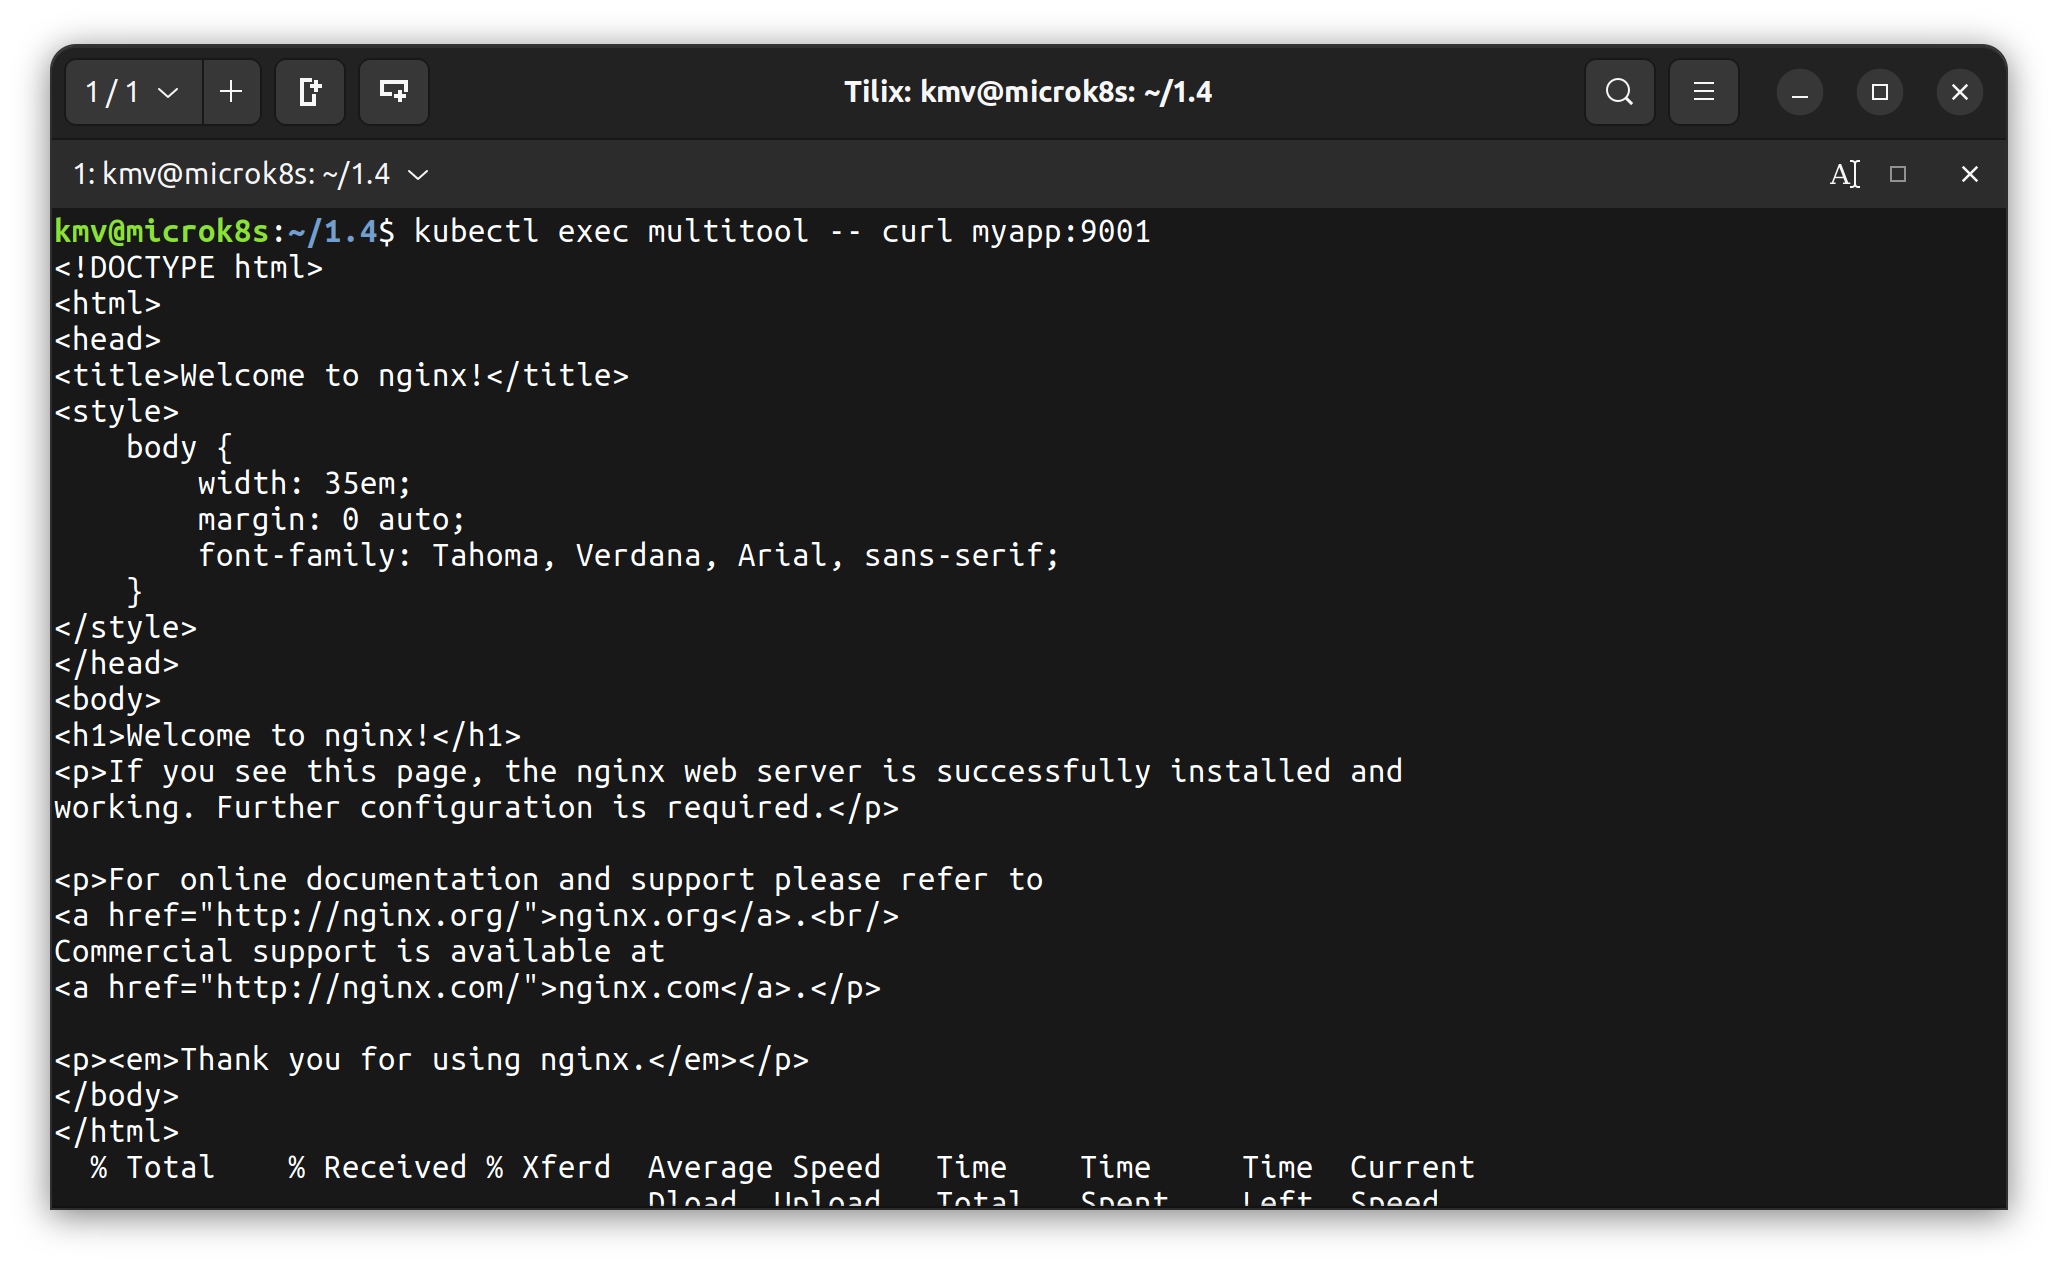 1 / 1
Tilix: kmv@microk8s: ~/1.4
1: kmv@microk8s: ~/1.4
kmv@microk8s:~/1.4$ kubectl exec multitool -- curl myapp:9001
<!DOCTYPE html>
<html>
<head>
<title>Welcome to nginx!</title>
<style>
    body {
        width: 35em;
        margin: 0 auto;
        font-family: Tahoma, Verdana, Arial, sans-serif;
    }
</style>
</head>
<body>
<h1>Welcome to nginx!</h1>
<p>If you see this page, the nginx web server is successfully installed and
working. Further configuration is required.</p>

<p>For online documentation and support please refer to
<a href="http://nginx.org/">nginx.org</a>.<br/>
Commercial support is available at
<a href="http://nginx.com/">nginx.com</a>.</p>

<p><em>Thank you for using nginx.</em></p>
</body>
</html>
  % Total    % Received % Xferd  Average Speed   Time    Time     Time  Current
                                 Dload  Upload   Total   Spent    Left  Speed